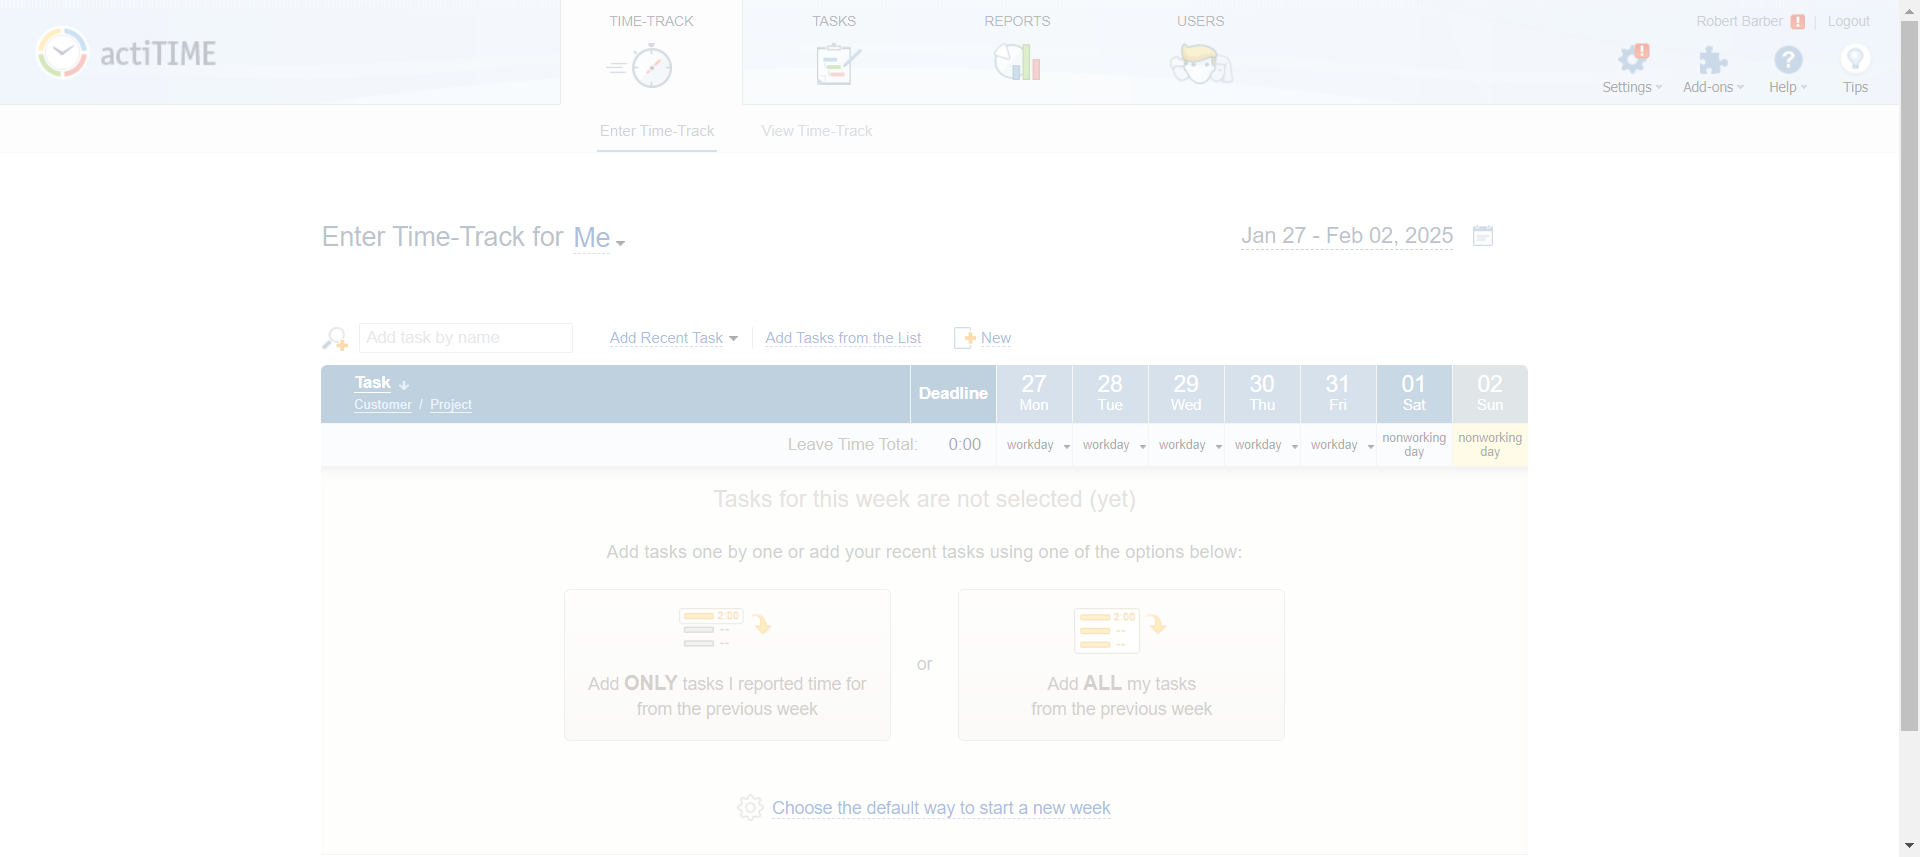 actiTIME
TIME-TRACK
TASKS
REPORTS
USERS
Robert Barber ! | Logout
Settings
Add-ons
Help
Tips
Enter Time-Track
View Time-Track
Enter Time-Track for Me
Jan 27 - Feb 02, 2025
Add task by name
Add Recent Task
Add Tasks from the List
New
Task
Customer / Project
Deadline
27 Mon
28 Tue
29 Wed
30 Thu
31 Fri
01 Sat
02 Sun
Leave Time Total: 0:00
workday
workday
workday
workday
workday
nonworking day
nonworking day
Tasks for this week are not selected (yet)
Add tasks one by one or add your recent tasks using one of the options below:
2:00
--
--
Add ONLY tasks I reported time for
from the previous week
or
2:00
--
--
Add ALL my tasks
from the previous week
Choose the default way to start a new week